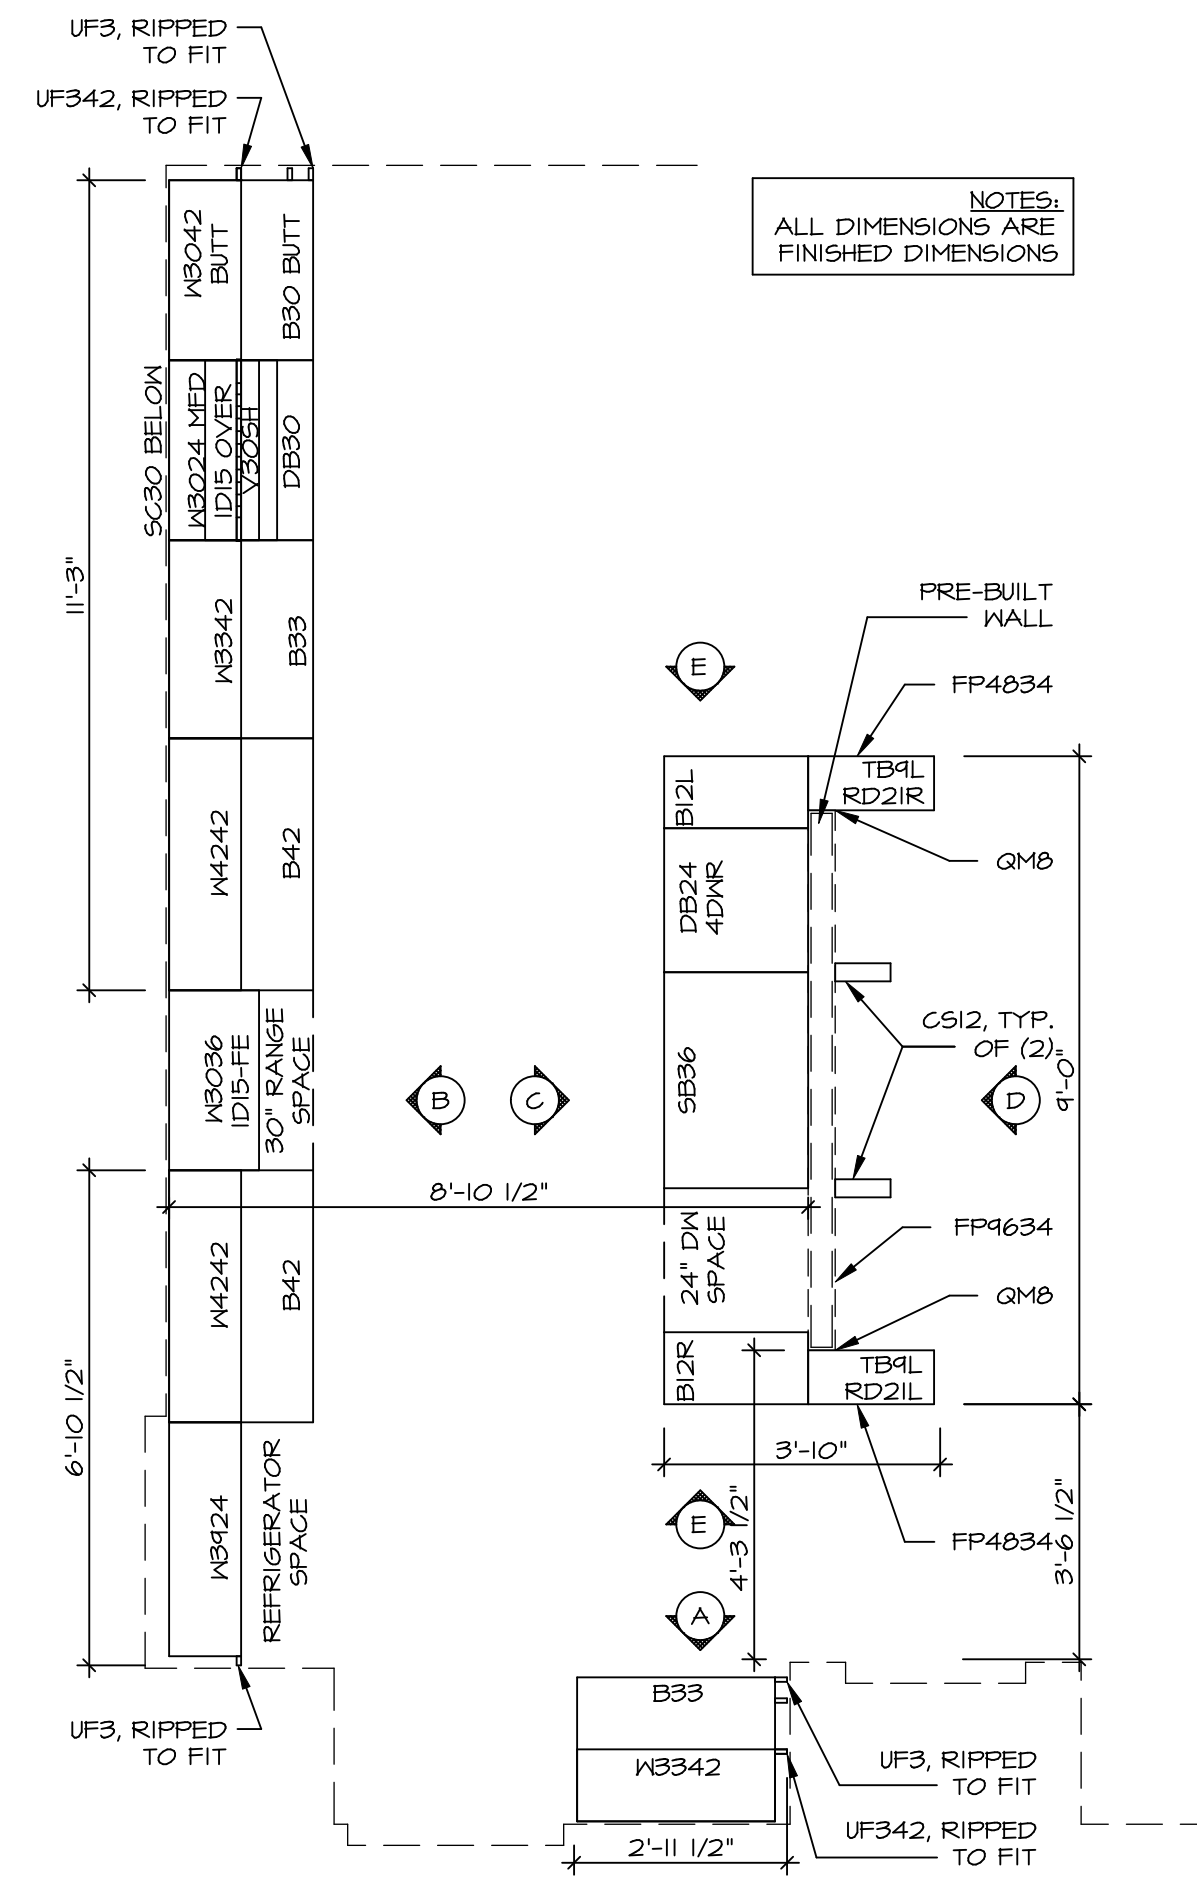 UF3, RIPPED
TO FIT
UF342, RIPPED
TO FIT
NOTES:
ALL DIMENSIONS ARE
FINISHED DIMENSIONS
W3042
BUTT
B30 BUTT
11'-3"
SC30 BELOW
W3024 MFD
ID15 OVER
V30SH
DB30
W3342
B33
W4242
B42
W3036
ID15-FE
30" RANGE
SPACE
8'-10 1/2"
W4242
B42
6'-10 1/2"
W3924
REFRIGERATOR
SPACE
UF3, RIPPED
TO FIT
B
C
E
PRE-BUILT
WALL
FP4834
B12L
TB9L
RD21R
QM8
DB24
4DWR
CS12, TYP.
OF (2)
SB36
D
9'-0"
24" DW
SPACE
FP9634
QM8
B12R
TB9L
RD21L
3'-10"
E
4'-3 1/2"
FP4834
3'-6 1/2"
A
B33
W3342
UF3, RIPPED
TO FIT
UF342, RIPPED
TO FIT
2'-11 1/2"